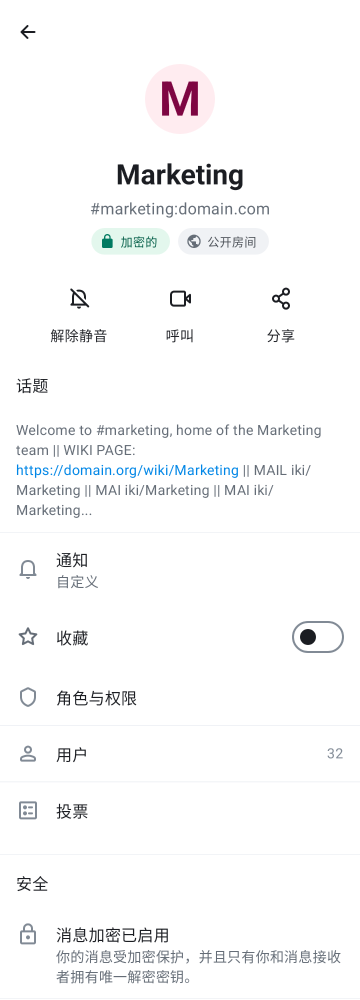 M
Marketing
#marketing:domain.com
加密的
公开房间
解除静音
呼叫
分享
话题
Welcome to #marketing, home of the Marketing
team || WIKI PAGE:
https://domain.org/wiki/Marketing || MAIL iki/
Marketing || MAI iki/Marketing || MAI iki/
Marketing...
通知
自定义
收藏
角色与权限
用户 32
投票
安全
消息加密已启用
你的消息受加密保护，并且只有你和消息接收
者拥有唯一解密密钥。